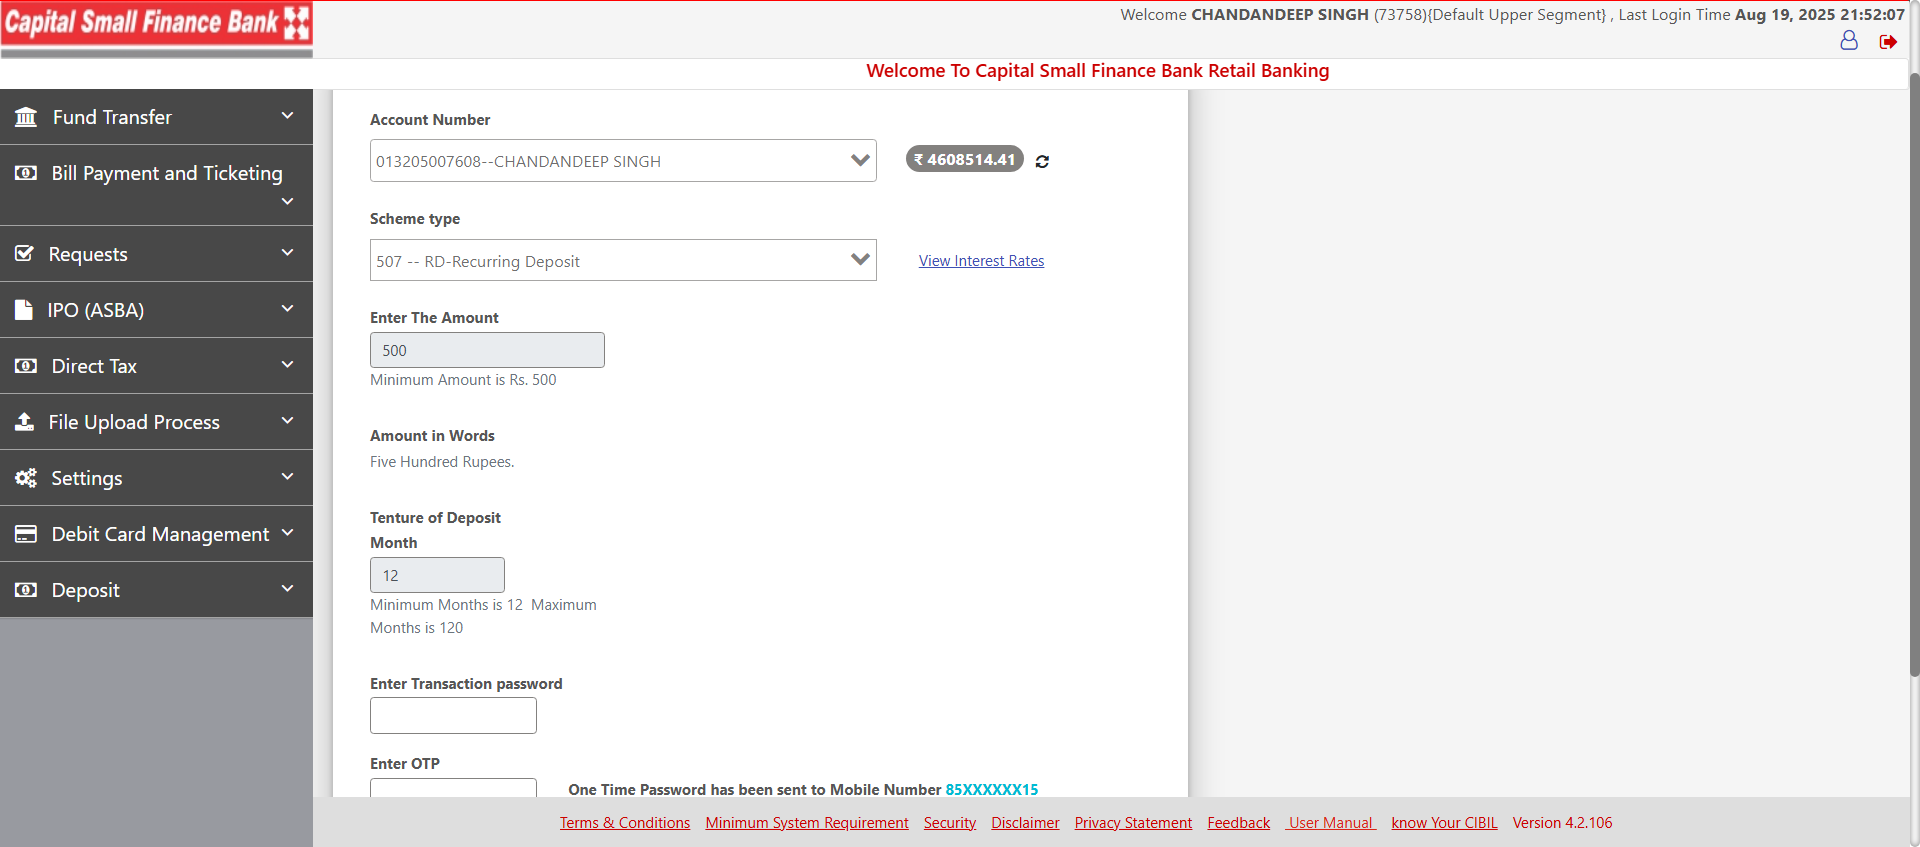 Capital Small Finance Bank
Welcome CHANDANDEEP SINGH (73758){Default Upper Segment} , Last Login Time Aug 19, 2025 21:52:07
Welcome To Capital Small Finance Bank Retail Banking
Fund Transfer
Bill Payment and Ticketing
Requests
IPO (ASBA)
Direct Tax
File Upload Process
Settings
Debit Card Management
Deposit
Account Number
013205007608--CHANDANDEEP SINGH
₹ 4608514.41
Scheme type
507 -- RD-Recurring Deposit
View Interest Rates
Enter The Amount
500
Minimum Amount is Rs. 500
Amount in Words
Five Hundred Rupees.
Tenture of Deposit
Month
12
Minimum Months is 12 Maximum
Months is 120
Enter Transaction password
Enter OTP
One Time Password has been sent to Mobile Number 85XXXXXX15
Terms & Conditions Minimum System Requirement Security Disclaimer Privacy Statement Feedback User Manual know Your CIBIL Version 4.2.106